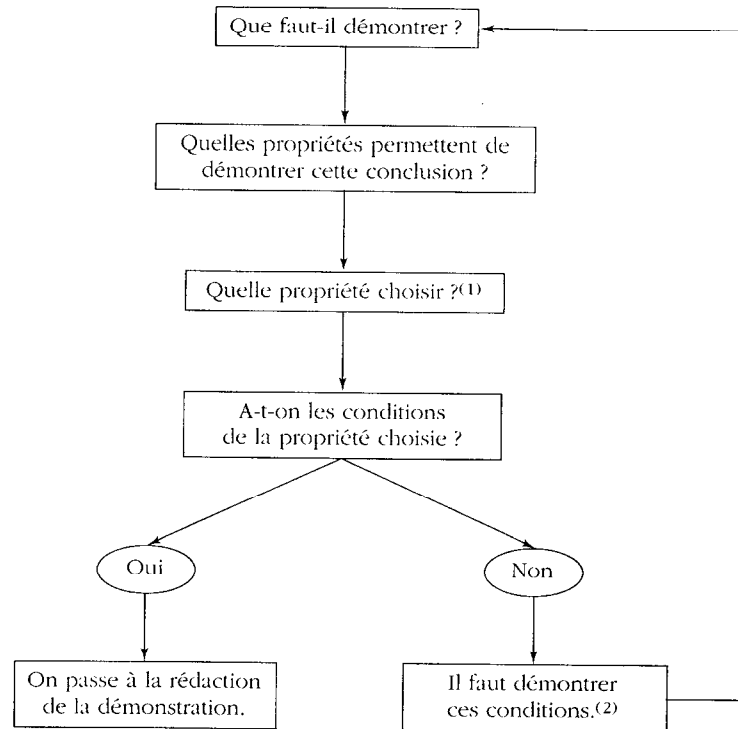 Que faut-il démontrer ?
Quelles propriétés permettent de
démontrer cette conclusion ?
Quelle propriété choisir ?(1)
A-t-on les conditions
de la propriété choisie ?
Oui
Non
On passe à la rédaction
de la démonstration.
Il faut démontrer
ces conditions.(2)